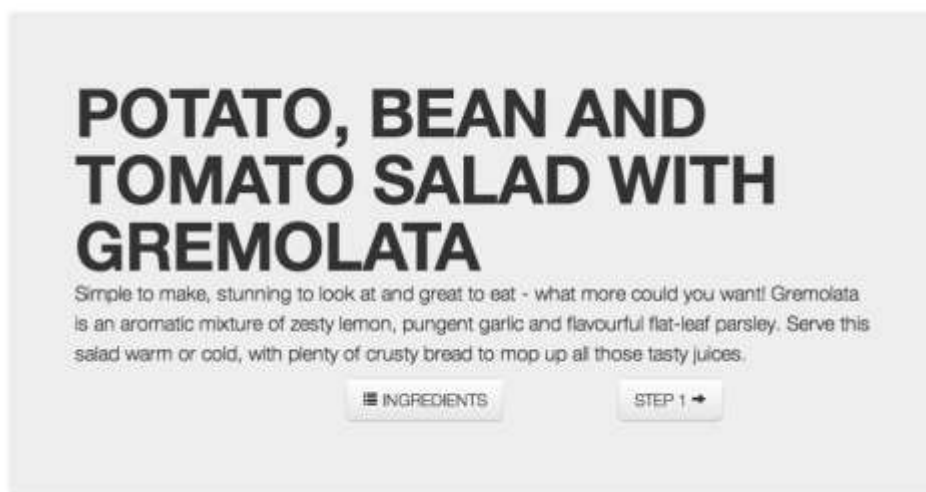 POTATO, BEAN AND
TOMATO SALAD WITH
GREMOLATA
Simple to make, stunning to look at and great to eat - what more could you want! Gremolata
is an aromatic mixture of zesty lemon, pungent garlic and flavourful flat-leaf parsley. Serve this
salad warm or cold, with plenty of crusty bread to mop up all those tasty juices.
INGREDIENTS STEP 1